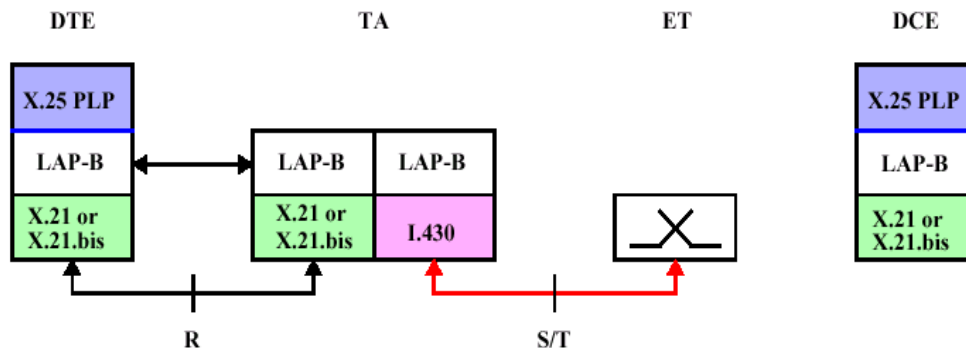 DTE TA ET DCE
X.25 PLP X.25 PLP
LAP-B LAP-B LAP-B LAP-B
X.21 or X.21 or X.21 or
X.21.bis X.21.bis I.430 X.21.bis
R S/T